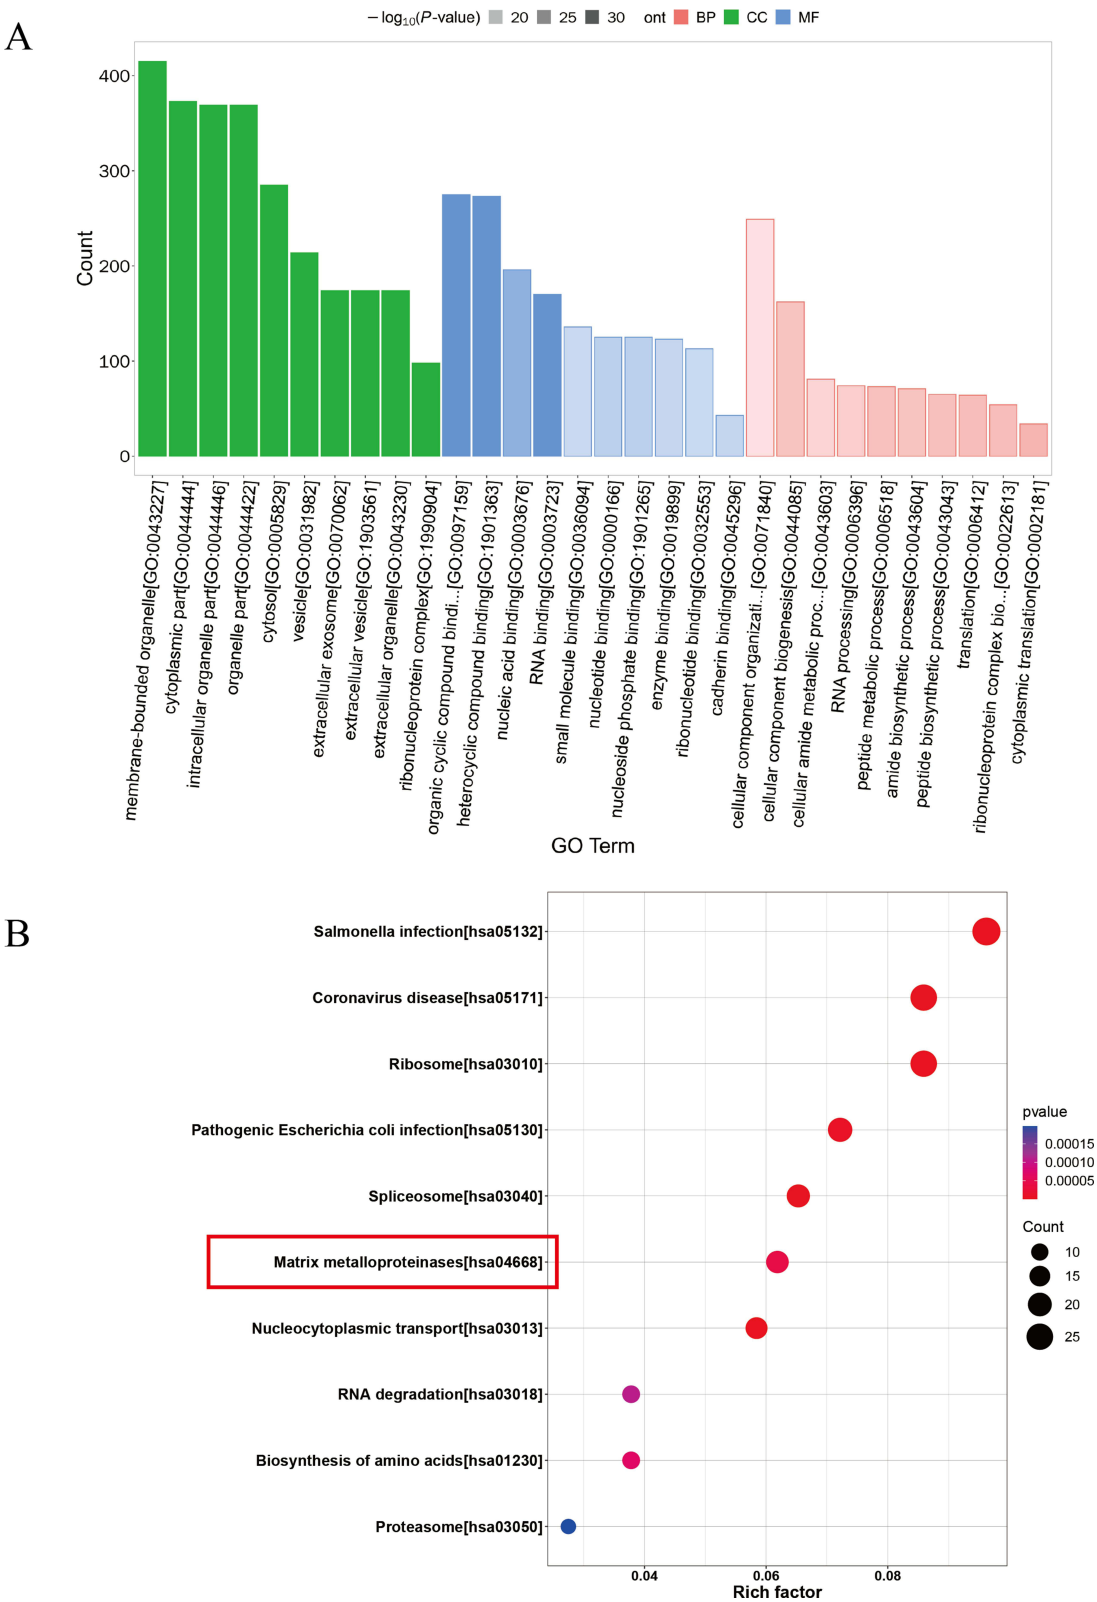 A
−log10(P-value) 20 25 30 ont BP CC MF
Count
400
300
200
100
0
membrane-bounded organelle[GO:0043227]
cytoplasmic part[GO:0044444]
intracellular organelle part[GO:0044446]
organelle part[GO:0044422]
cytosol[GO:0005829]
vesicle[GO:0031982]
extracellular exosome[GO:0070062]
extracellular vesicle[GO:1903561]
extracellular organelle[GO:0043230]
ribonucleoprotein complex[GO:1990904]
organic cyclic compound bindi...[GO:0097159]
heterocyclic compound binding[GO:1901363]
nucleic acid binding[GO:0003676]
RNA binding[GO:0003723]
small molecule binding[GO:0036094]
nucleotide binding[GO:0000166]
nucleoside phosphate binding[GO:1901265]
enzyme binding[GO:0019899]
ribonucleotide binding[GO:0032553]
cadherin binding[GO:0045296]
cellular component organizati...[GO:0071840]
cellular component biogenesis[GO:0044085]
cellular amide metabolic proc...[GO:0043603]
RNA processing[GO:0006396]
peptide metabolic process[GO:0006518]
amide biosynthetic process[GO:0043604]
peptide biosynthetic process[GO:0043043]
translation[GO:0006412]
ribonucleoprotein complex bio...[GO:0022613]
cytoplasmic translation[GO:0002181]
GO Term
B
Salmonella infection[hsa05132]
Coronavirus disease[hsa05171]
Ribosome[hsa03010]
Pathogenic Escherichia coli infection[hsa05130]
Spliceosome[hsa03040]
Matrix metalloproteinases[hsa04668]
Nucleocytoplasmic transport[hsa03013]
RNA degradation[hsa03018]
Biosynthesis of amino acids[hsa01230]
Proteasome[hsa03050]
0.04 0.06 0.08
Rich factor
pvalue
0.00015
0.00010
0.00005
Count
10
15
20
25